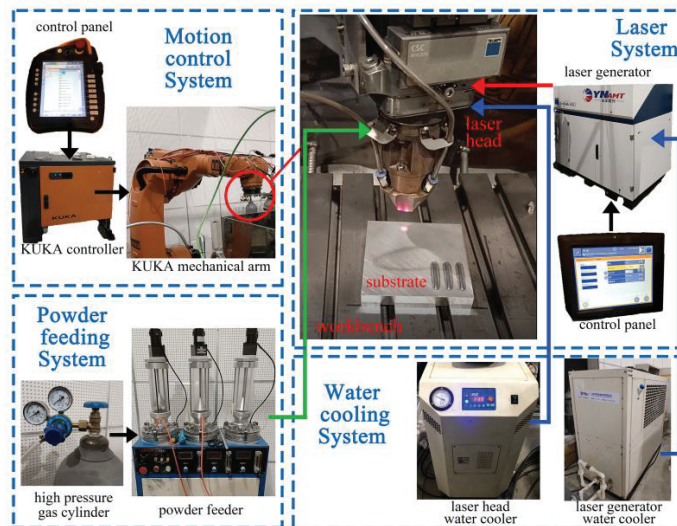 control panel
Motion
control
System
KUKA
KUKA controller
KUKA mechanical arm
CSC
laser
head
substrate
workbench
Laser
System
laser generator
YNAMT
control panel
Powder
feeding
System
high pressure
gas cylinder
powder feeder
Water
cooling
System
laser head
water cooler
laser generator
water cooler